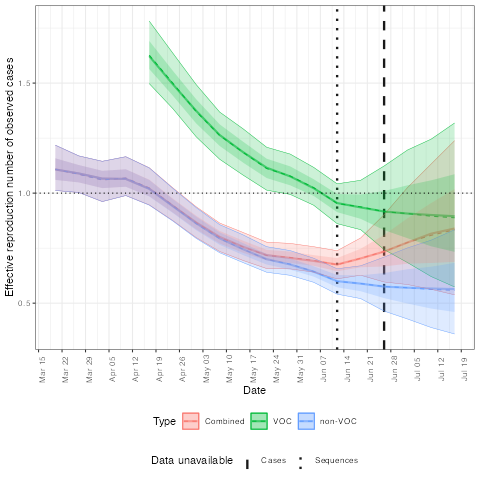 Effective reproduction number of observed cases
1.5
1.0
0.5
Mar 15
Mar 22
Mar 29
Apr 05
Apr 12
Apr 19
Apr 26
May 03
May 10
May 17
May 24
May 31
Jun 07
Jun 14
Jun 21
Jun 28
Jul 05
Jul 12
Jul 19
Date
Type Combined VOC non-VOC
Data unavailable Cases Sequences